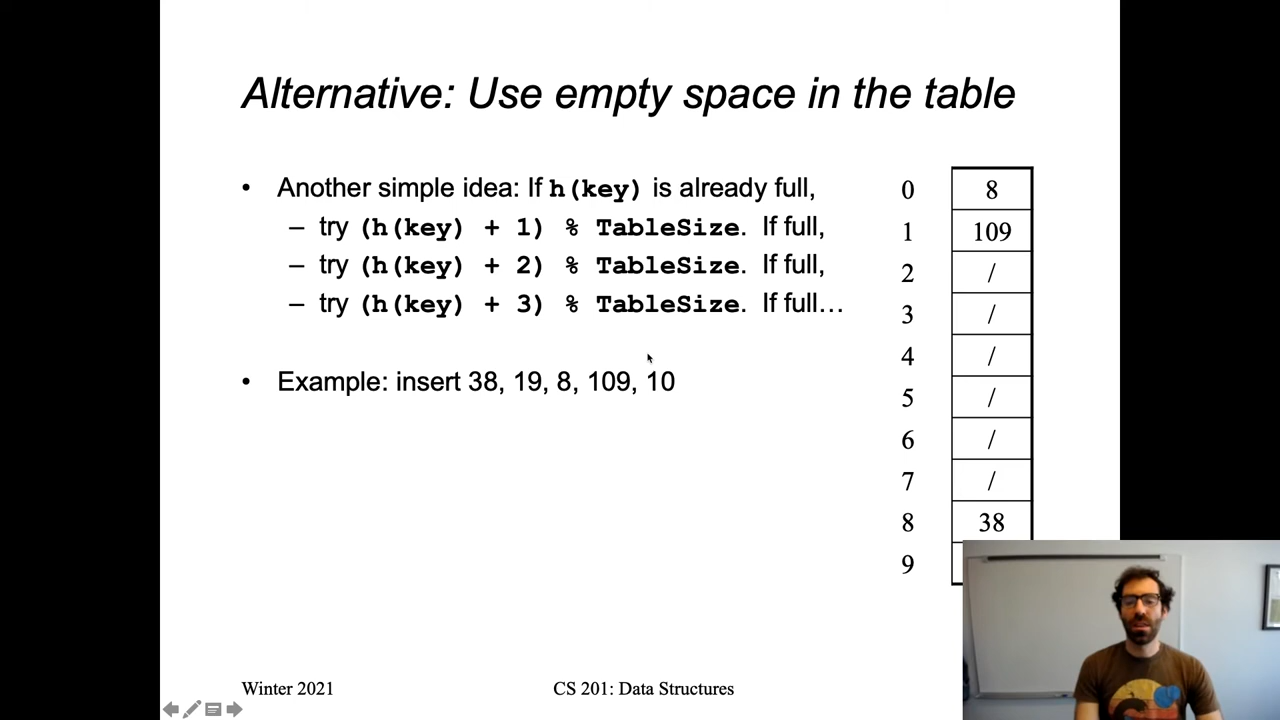 Alternative: Use empty space in the table
• Another simple idea: If h(key) is already full,
– try (h(key) + 1) % TableSize. If full,
– try (h(key) + 2) % TableSize. If full,
– try (h(key) + 3) % TableSize. If full…
• Example: insert 38, 19, 8, 109, 10
0 8
1 109
2 /
3 /
4 /
5 /
6 /
7 /
8 38
9
Winter 2021
CS 201: Data Structures